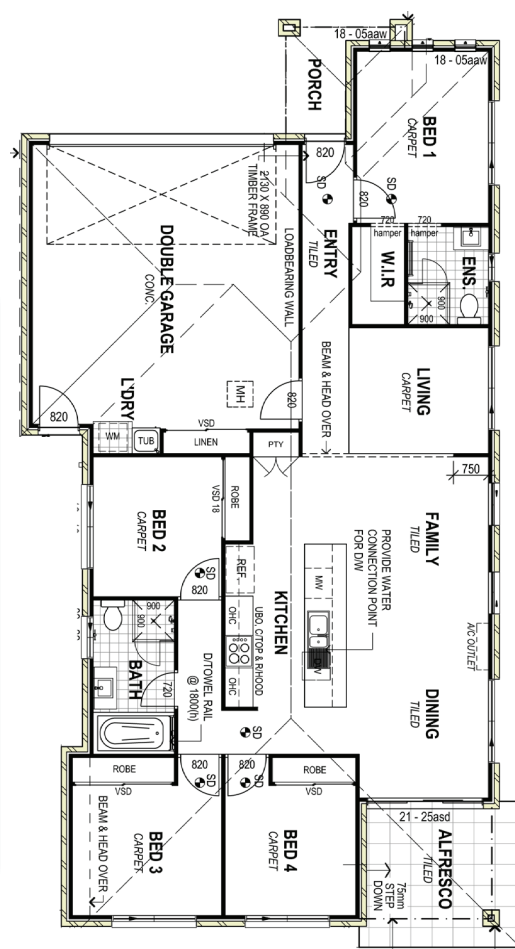 18 - 05aaw
18 - 05aaw
PORCH
BED 1
CARPET
820
SD
SD
820
2130 X 890 OA
TIMBER FRAME
LOADBEARING WALL
ENTRY
TILED
720
hamper
720
hamper
W.I.R
ENS
900
900
DOUBLE GARAGE
CONC.
BEAM & HEAD OVER
LIVING
CARPET
L'DRY
MH
820
820
WM
TUB
VSD
LINEN
PTY
750
BED 2
CARPET
VSD 18
ROBE
FAMILY
TILED
PROVIDE WATER
CONNECTION POINT
FOR D/W
SD
820
REF.
MW
KITCHEN
UBO, C/TOP & R/HOOD
OHC
OHC
D/W
900
900
BATH
720
D/TOWEL RAIL
@ 1800(h)
A/C OUTLET
DINING
TILED
SD
820
820
SD
SD
ROBE
VSD
ROBE
VSD
BEAM & HEAD OVER
BED 3
CARPET
BED 4
CARPET
21 - 25asd
ALFRESCO
TILED
75mm
STEP
DOWN